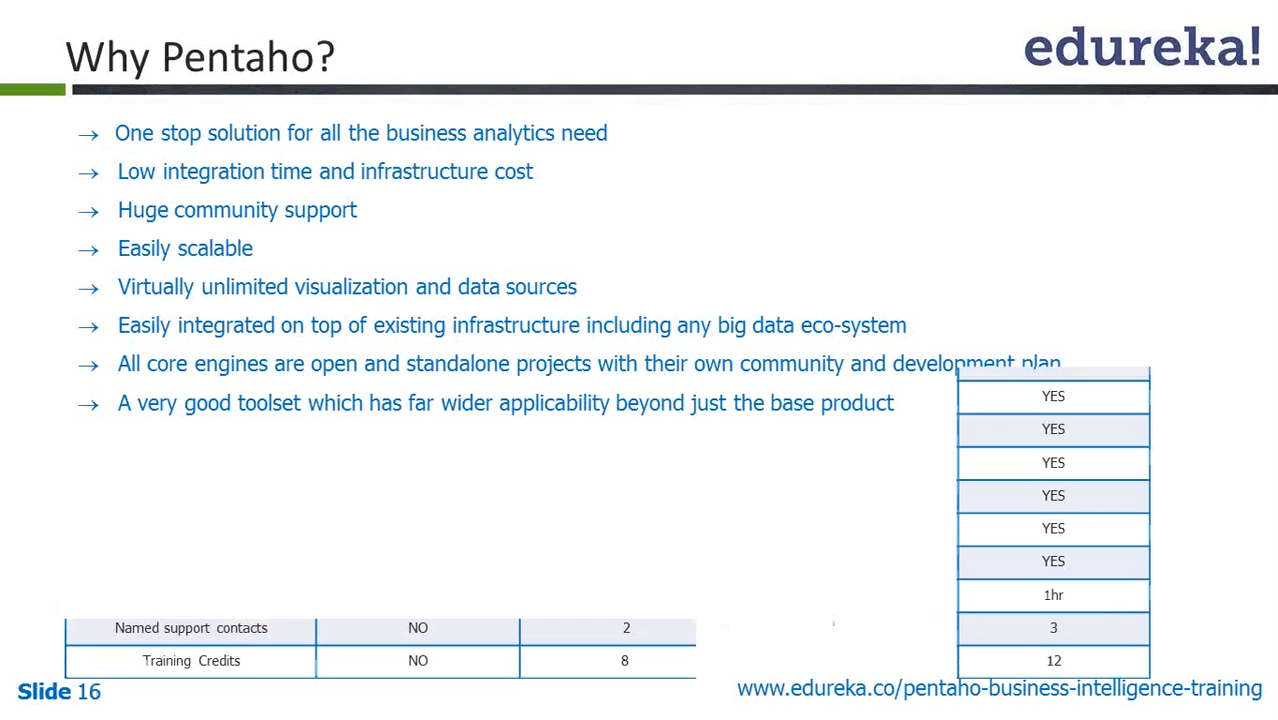 Why Pentaho?
edureka!
→ One stop solution for all the business analytics need
→ Low integration time and infrastructure cost
→ Huge community support
→ Easily scalable
→ Virtually unlimited visualization and data sources
→ Easily integrated on top of existing infrastructure including any big data eco-system
→ All core engines are open and standalone projects with their own community and development plan
→ A very good toolset which has far wider applicability beyond just the base product
YES
YES
YES
YES
YES
YES
1hr
Named support contacts NO 2 3
Training Credits NO 8 12
Slide 16
www.edureka.co/pentaho-business-intelligence-training